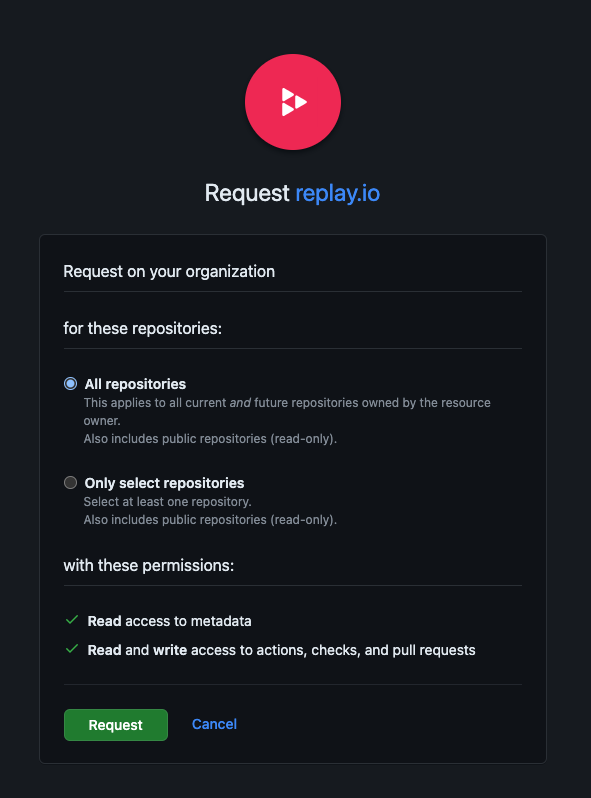 Request replay.io
Request on your organization
for these repositories:
All repositories
This applies to all current and future repositories owned by the resource
owner.
Also includes public repositories (read-only).
Only select repositories
Select at least one repository.
Also includes public repositories (read-only).
with these permissions:
Read access to metadata
Read and write access to actions, checks, and pull requests
Request Cancel